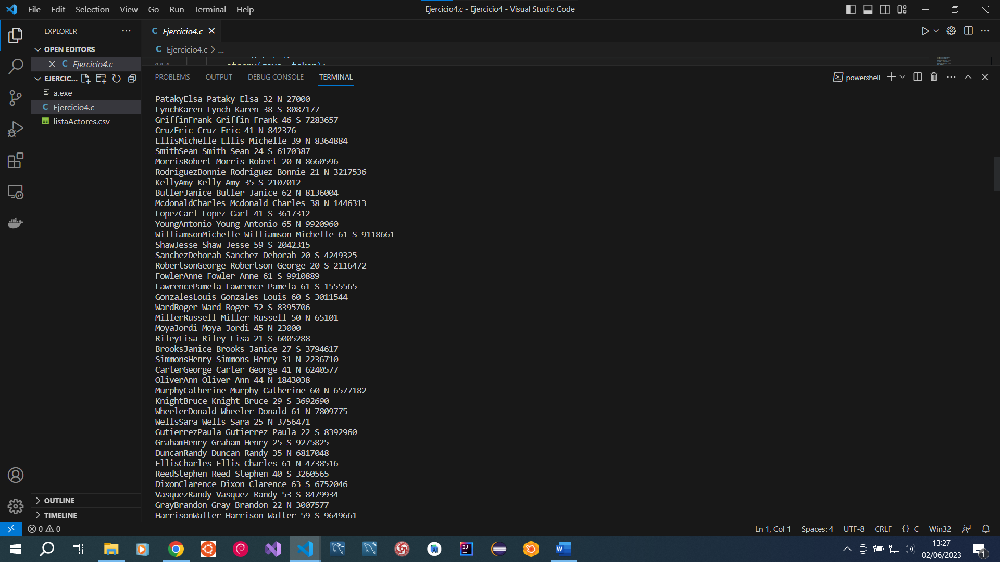 File Edit Selection View Go Run Terminal Help
Ejercicio4.c - Ejercicio4 - Visual Studio Code
EXPLORER
OPEN EDITORS
C Ejercicio4.c
EJERCIC...
a.exe
C Ejercicio4.c
listaActores.csv
OUTLINE
TIMELINE
C Ejercicio4.c
C Ejercicio4.c > ...
114 strcpy(goya, token);
PROBLEMS OUTPUT DEBUG CONSOLE TERMINAL
powershell
PatakyElsa Pataky Elsa 32 N 27000
LynchKaren Lynch Karen 38 S 8087177
GriffinFrank Griffin Frank 46 S 7283657
CruzEric Cruz Eric 41 N 842376
EllisMichelle Ellis Michelle 39 N 8364884
SmithSean Smith Sean 24 S 6170387
MorrisRobert Morris Robert 20 N 8660596
RodriguezBonnie Rodriguez Bonnie 21 N 3217536
KellyAmy Kelly Amy 35 S 2107012
ButlerJanice Butler Janice 62 N 8136004
McdonaldCharles Mcdonald Charles 38 N 1446313
LopezCarl Lopez Carl 41 S 3617312
YoungAntonio Young Antonio 65 N 9920960
WilliamsonMichelle Williamson Michelle 61 S 9118661
ShawJesse Shaw Jesse 59 S 2042315
SanchezDeborah Sanchez Deborah 20 S 4249325
RobertsonGeorge Robertson George 20 S 2116472
FowlerAnne Fowler Anne 61 S 9910889
LawrencePamela Lawrence Pamela 61 S 1555565
GonzalesLouis Gonzales Louis 60 S 3011544
WardRoger Ward Roger 52 S 8395706
MillerRussell Miller Russell 50 N 65101
MoyaJordi Moya Jordi 45 N 23000
RileyLisa Riley Lisa 21 S 6005288
BrooksJanice Brooks Janice 27 S 3794617
SimmonsHenry Simmons Henry 31 N 2236710
CarterGeorge Carter George 41 N 6240577
OliverAnn Oliver Ann 44 N 1843038
MurphyCatherine Murphy Catherine 60 N 6577182
KnightBruce Knight Bruce 29 S 3692690
WheelerDonald Wheeler Donald 61 N 7809775
WellsSara Wells Sara 25 N 3756471
GutierrezPaula Gutierrez Paula 22 S 8392960
GrahamHenry Graham Henry 25 S 9275825
DuncanRandy Duncan Randy 35 N 6817048
EllisCharles Ellis Charles 61 N 4738516
ReedStephen Reed Stephen 40 S 3260565
DixonClarence Dixon Clarence 63 S 6752046
VasquezRandy Vasquez Randy 53 S 8479934
GrayBrandon Gray Brandon 22 N 3007577
HarrisonWalter Harrison Walter 59 S 9649661
0 0
Ln 1, Col 1 Spaces: 4 UTF-8 CRLF {} C Win32
13:27
02/06/2023
1